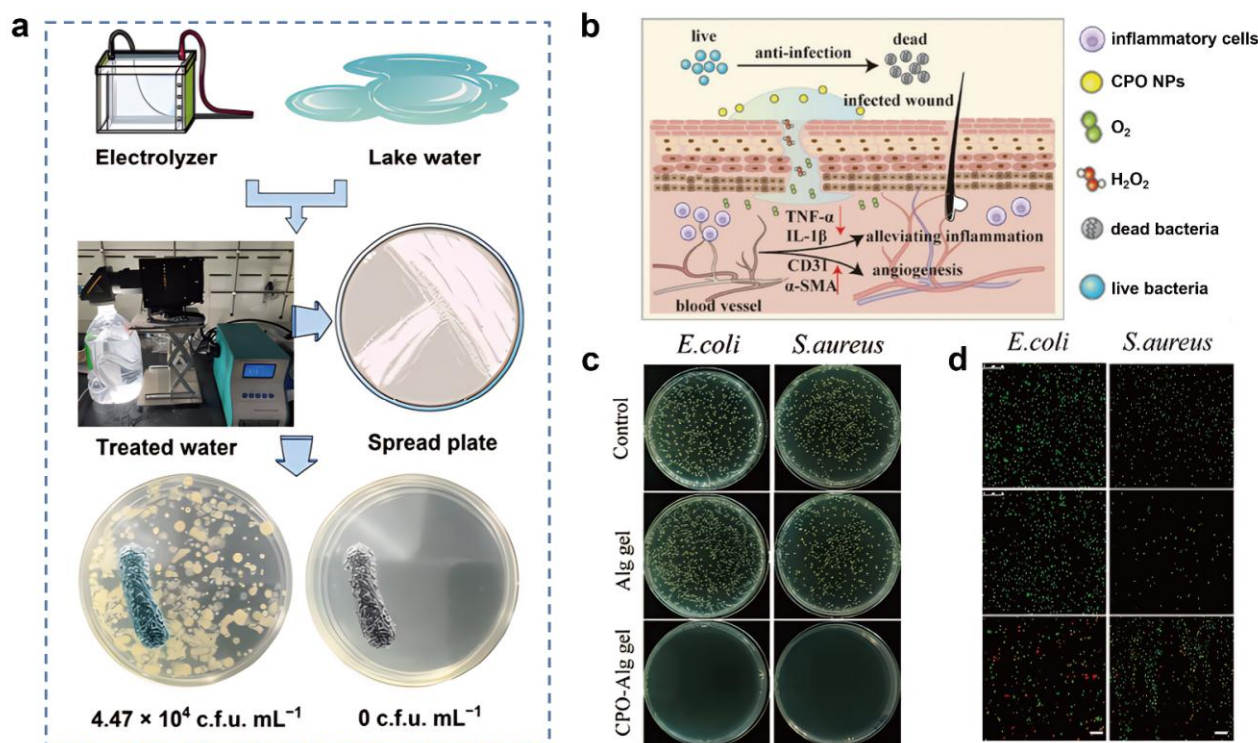 a
Electrolyzer
Lake water
Treated water
Spread plate
4.47 × 10⁴ c.f.u. mL⁻¹
0 c.f.u. mL⁻¹
b
live
anti-infection
dead
infected wound
TNF-α
IL-1β
alleviating inflammation
CD31
angiogenesis
α-SMA
blood vessel
inflammatory cells
CPO NPs
O₂
H₂O₂
dead bacteria
live bacteria
c
E.coli
S.aureus
Control
Alg gel
CPO-Alg gel
d
E.coli
S.aureus